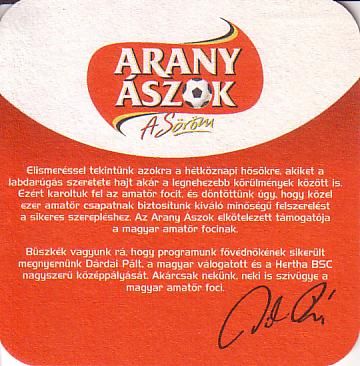 ARANY
ÁSZOK
A Söröm
Elismeréssel tekintünk azokra a hétköznapi hősökre, akiket a
labdarúgás szeretete hajt akár a legnehezebb körülmények között is.
Ezért karoltuk fel az amatőr focit, és döntöttünk úgy, hogy közel
ezer amatőr csapatnak biztosítunk kiváló minőségű felszerelést
a sikeres szerepléshez. Az Arany Ászok elkötelezett támogatója
a magyar amatőr focinak.
Büszkék vagyunk rá, hogy programunk fővédnökének sikerült
megnyernünk Dárdai Pált, a magyar válogatott és a Hertha BSC
nagyszerű középpályását. Akárcsak nekünk, neki is szívügye a
magyar amatőr foci.